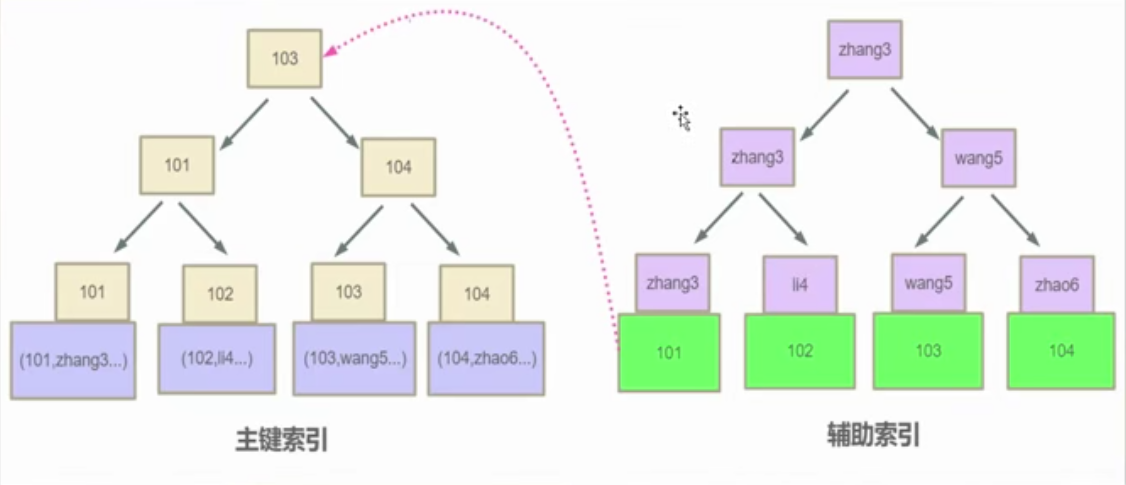 103
zhang3
101
104
zhang3
wang5
101
102
103
104
zhang3
li4
wang5
zhao6
(101,zhang3...)
(102,li4...)
(103,wang5...)
(104,zhao6...)
101
102
103
104
主键索引
辅助索引